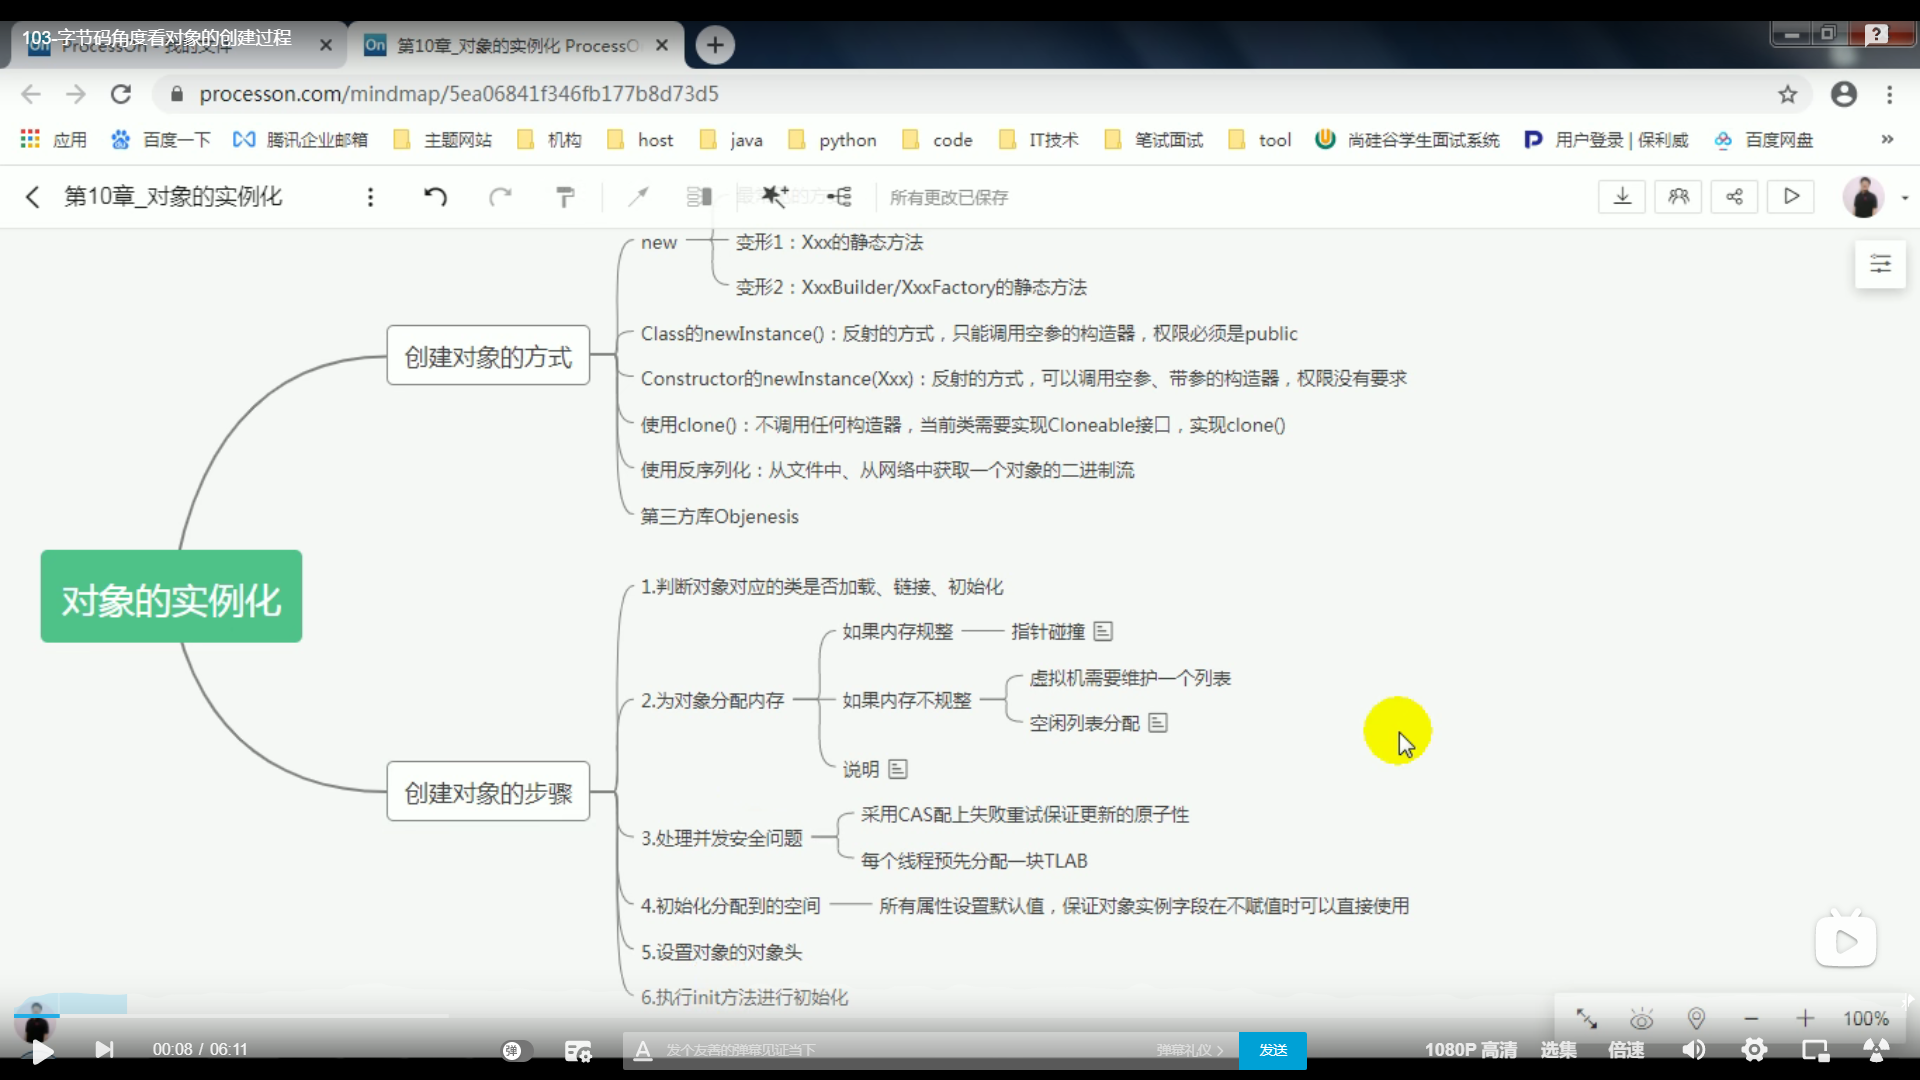 103-字节码角度看对象的创建过程
第10章_对象的实例化 ProcessO
processon.com/mindmap/5ea06841f346fb177b8d73d5
应用 百度一下 腾讯企业邮箱 主题网站 机构 host java python code IT技术 笔试面试 tool 尚硅谷学生面试系统 用户登录 | 保利威 百度网盘 »
第10章_对象的实例化 所有更改已保存
new
变形1：Xxx的静态方法
变形2：XxxBuilder/XxxFactory的静态方法
创建对象的方式
Class的newInstance()：反射的方式，只能调用空参的构造器，权限必须是public
Constructor的newInstance(Xxx)：反射的方式，可以调用空参、带参的构造器，权限没有要求
使用clone()：不调用任何构造器，当前类需要实现Cloneable接口，实现clone()
使用反序列化：从文件中、从网络中获取一个对象的二进制流
第三方库Objenesis
对象的实例化
创建对象的步骤
1.判断对象对应的类是否加载、链接、初始化
2.为对象分配内存
如果内存规整
指针碰撞
如果内存不规整
虚拟机需要维护一个列表
空闲列表分配
说明
3.处理并发安全问题
采用CAS配上失败重试保证更新的原子性
每个线程预先分配一块TLAB
4.初始化分配到的空间
所有属性设置默认值，保证对象实例字段在不赋值时可以直接使用
5.设置对象的对象头
6.执行init方法进行初始化
100%
00:08 / 06:11 弹 发个友善的弹幕见证当下 弹幕礼仪 发送 1080P 高清 选集 倍速